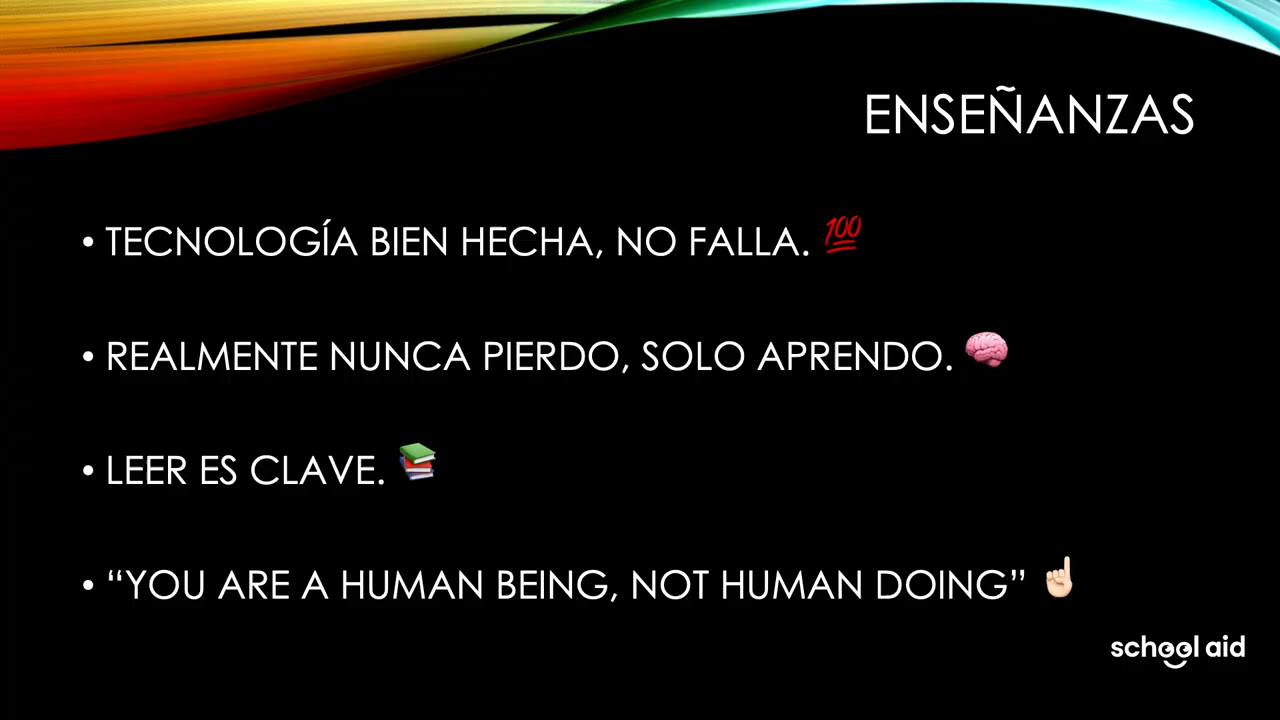 ENSEÑANZAS
• TECNOLOGÍA BIEN HECHA, NO FALLA. 💯
• REALMENTE NUNCA PIERDO, SOLO APRENDO. 🧠
• LEER ES CLAVE. 📚
• “YOU ARE A HUMAN BEING, NOT HUMAN DOING” ☝🏻
school aid